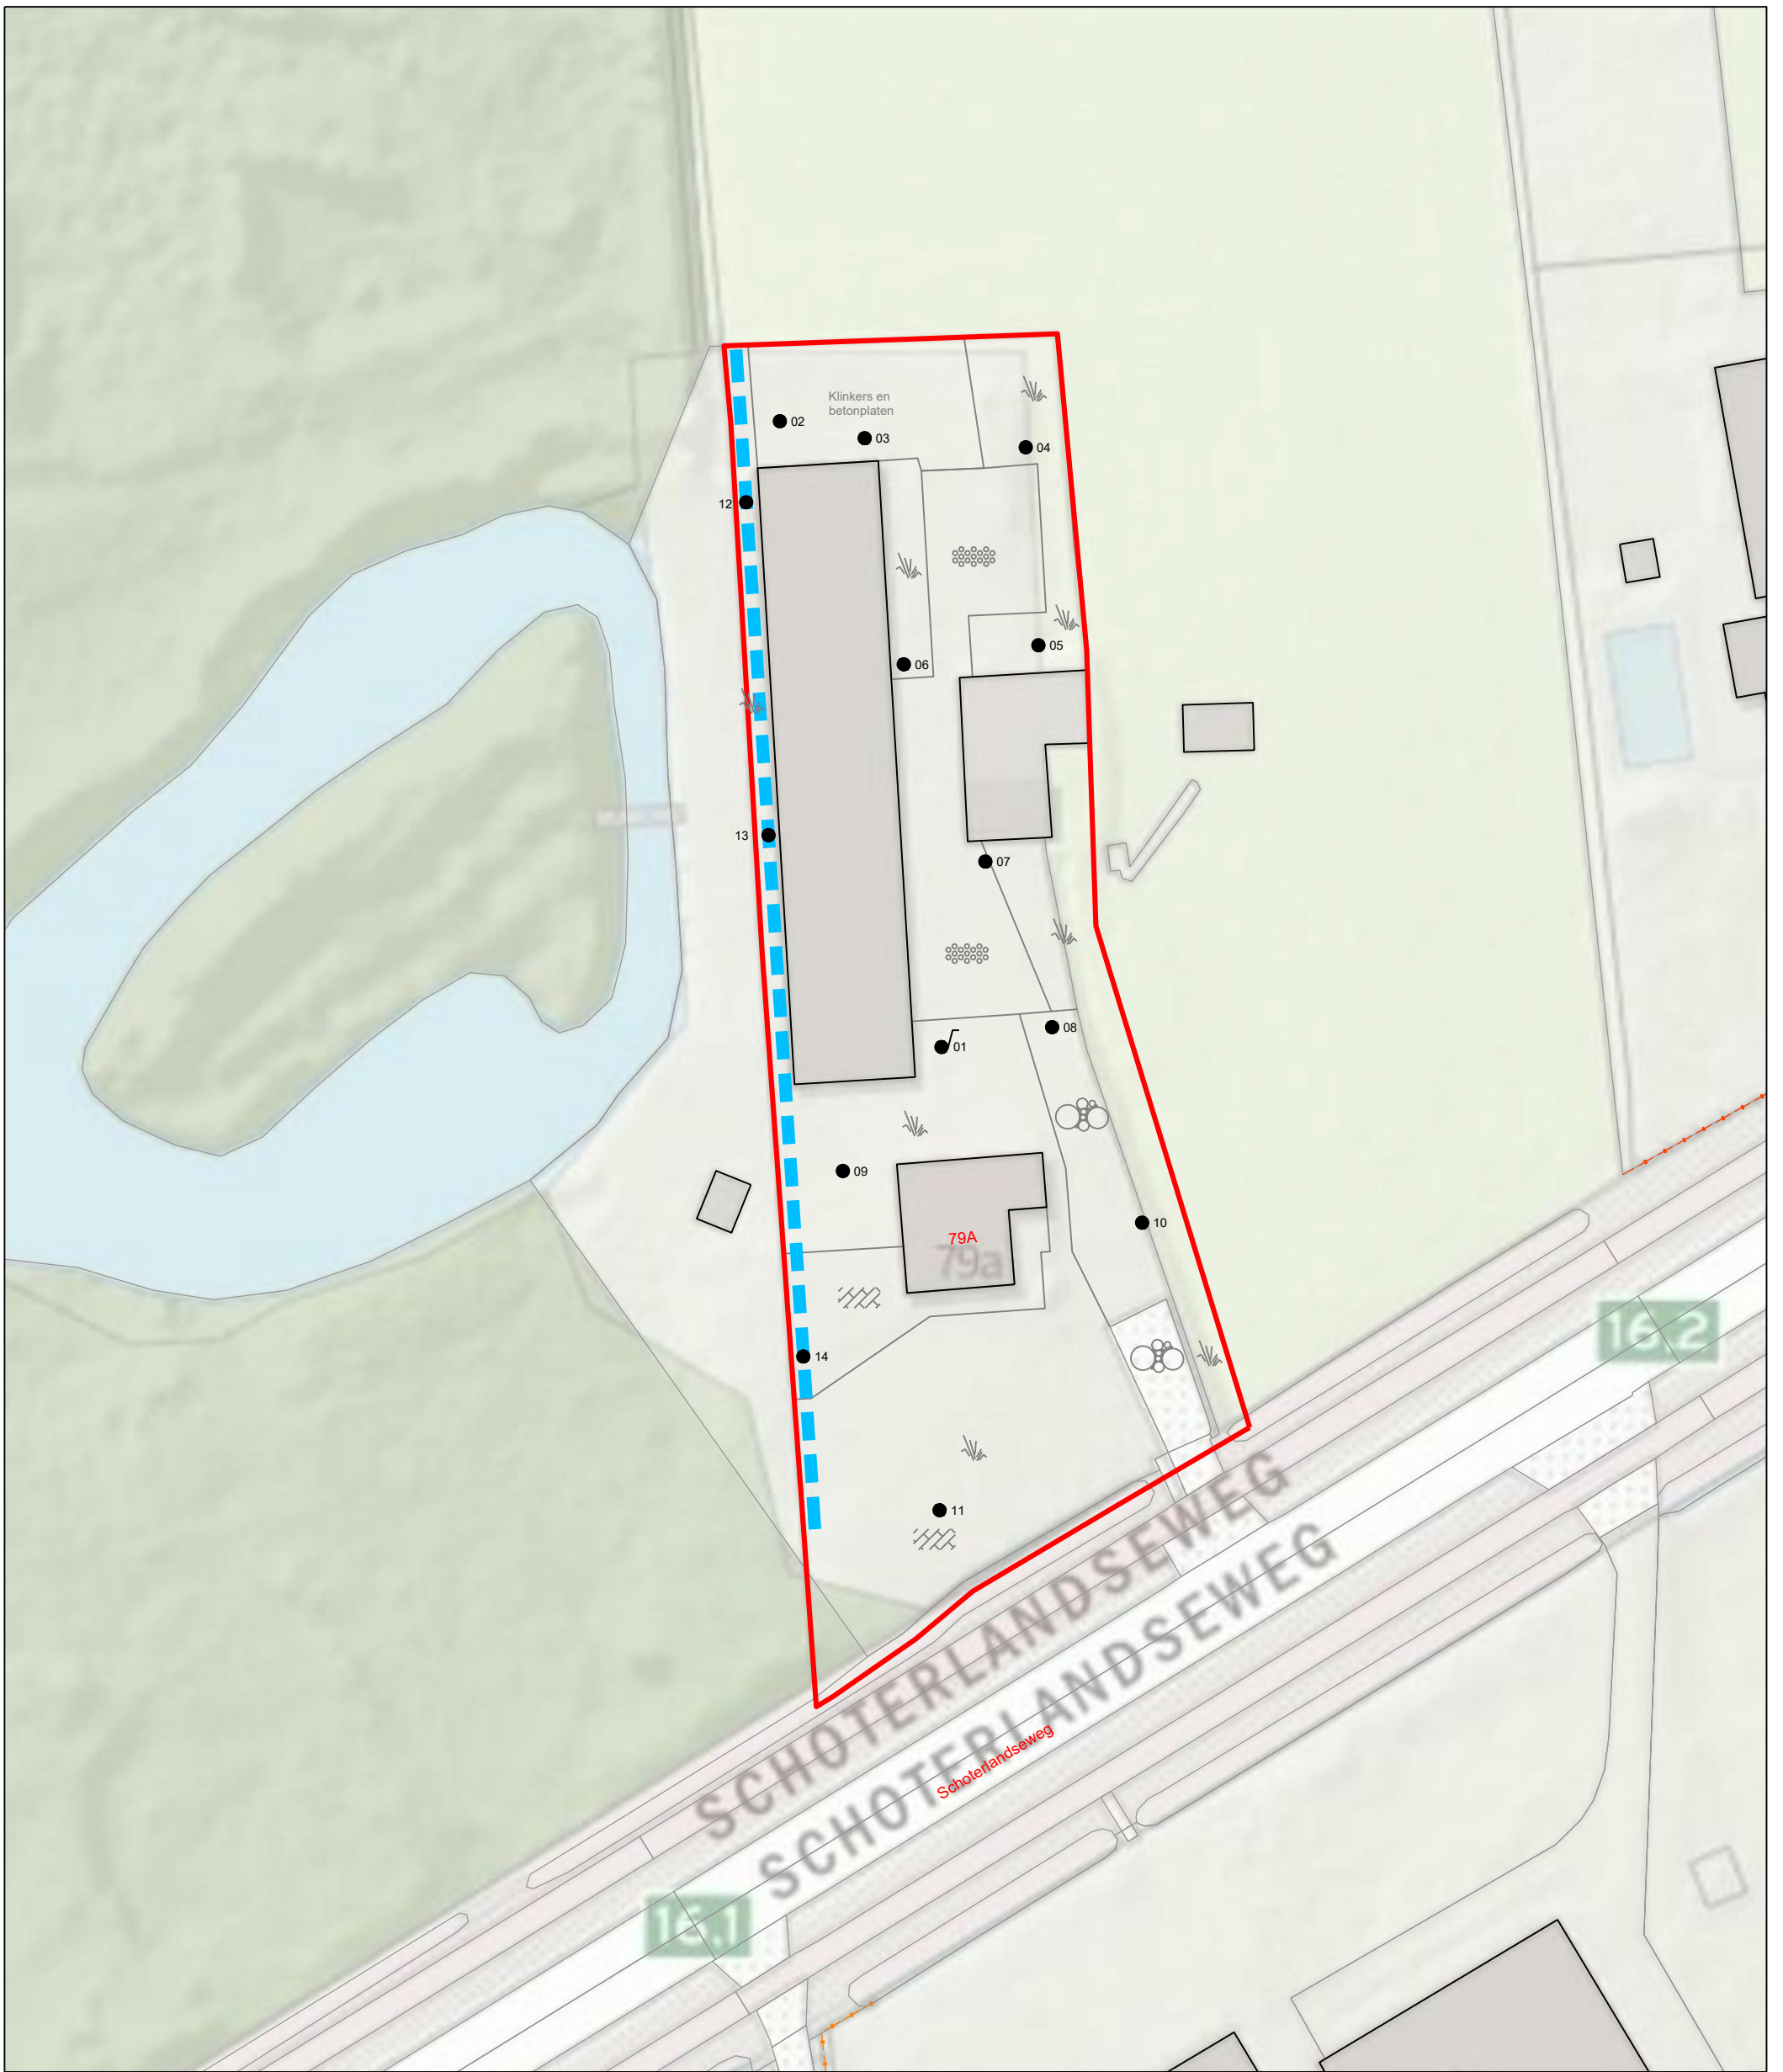 Klinkers en
betonplaten
02
03
04
12
05
06
13
07
08
01
09
10
79A
79a
16.2
14
11
SCHOTERLANDSEWEG
SCHOTERLANDSEWEG
Schoterlandseweg
16.1